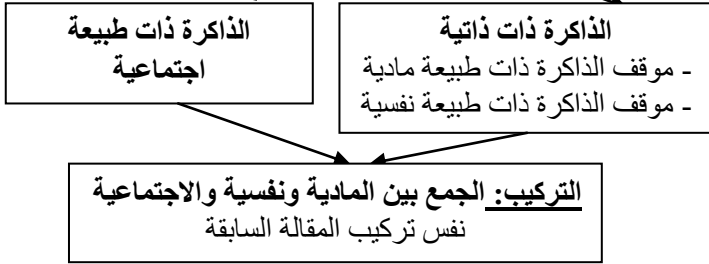 الذاكرة ذات ذاتية
- موقف الذاكرة ذات طبيعة مادية
- موقف الذاكرة ذات طبيعة نفسية
الذاكرة ذات طبيعة
اجتماعية
التركيب: الجمع بين المادية ونفسية والاجتماعية
نفس تركيب المقالة السابقة